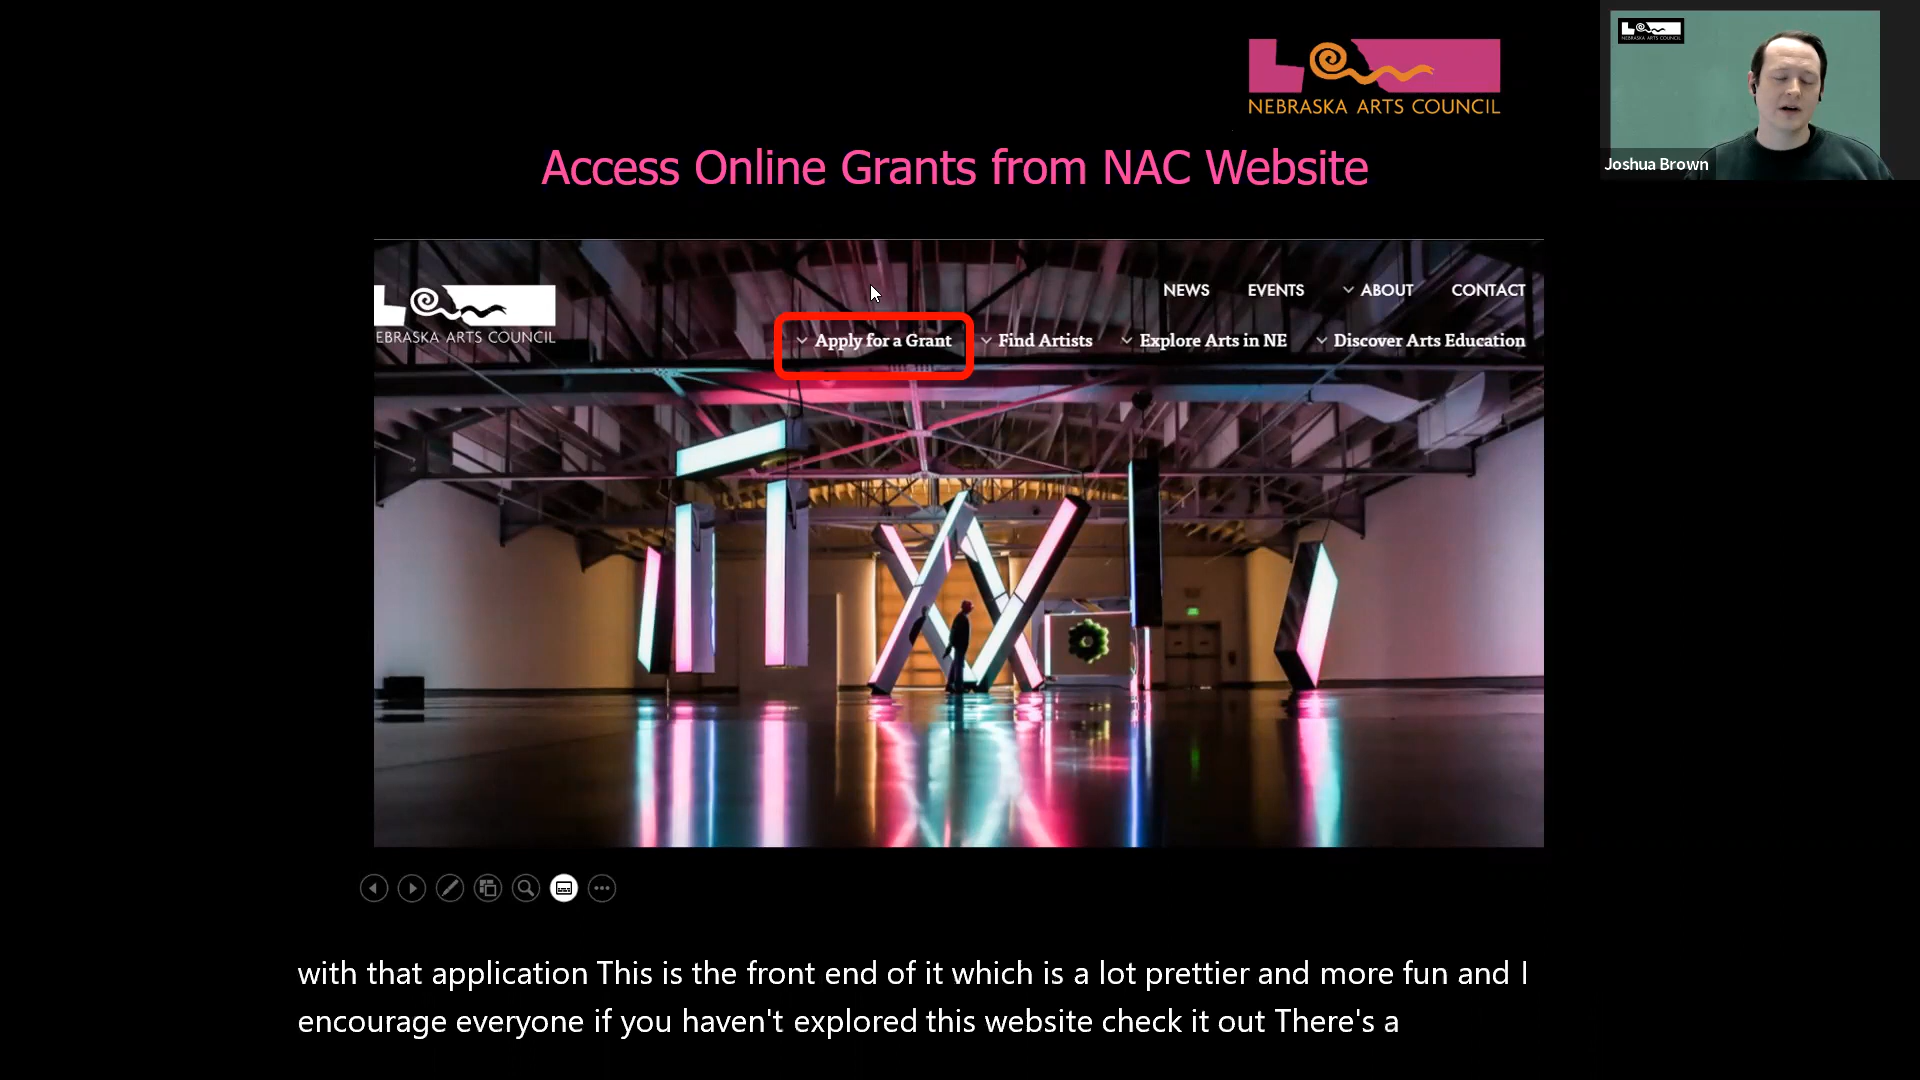 NEBRASKA ARTS COUNCIL
NEBRASKA ARTS COUNCIL
Joshua Brown
Access Online Grants from NAC Website
NEWS EVENTS ABOUT CONTACT
EBRASKA ARTS COUNCIL
Apply for a Grant Find Artists Explore Arts in NE Discover Arts Education
with that application This is the front end of it which is a lot prettier and more fun and I
encourage everyone if you haven't explored this website check it out There's a